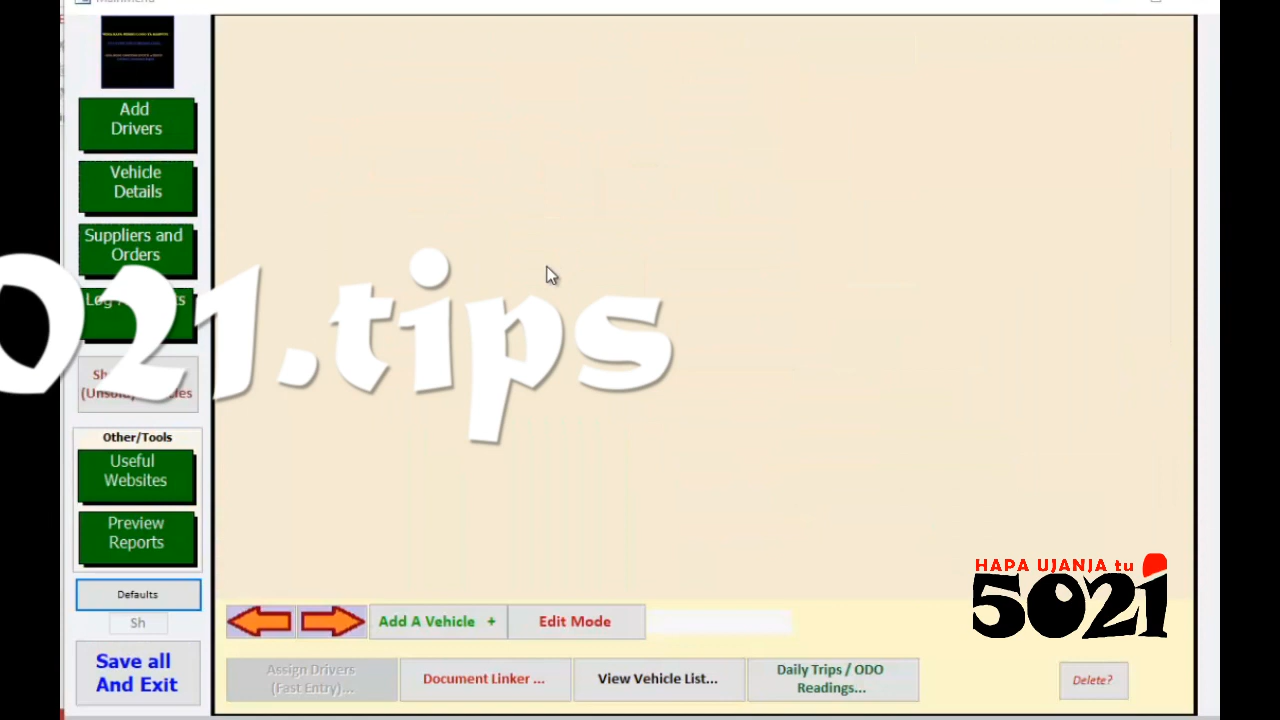 Add
Drivers
Vehicle
Details
Suppliers and
Orders
021.tips
Other/Tools
Useful
Websites
Preview
Reports
Defaults
Sh
Save all
And Exit
Add A Vehicle +
Edit Mode
Assign Drivers
(Fast Entry)...
Document Linker ...
View Vehicle List...
Daily Trips / ODO
Readings...
Delete?
HAPA UJANJA tu
5021